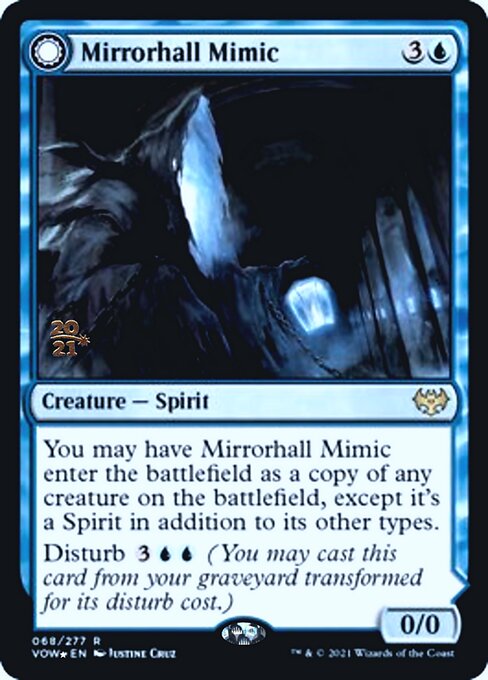 Mirrorhall Mimic 3
20
21
Creature — Spirit
You may have Mirrorhall Mimic
enter the battlefield as a copy of any
creature on the battlefield, except it's
a Spirit in addition to its other types.
Disturb 3 (You may cast this
card from your graveyard transformed
for its disturb cost.)
0/0
068/277 R
VOW★EN Justine Cruz
™ & © 2021 Wizards of the Coast